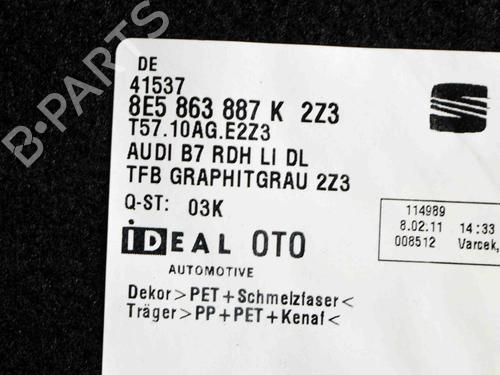 B-PARTS
DE
41537
8E5 863 887 K 2Z3
T57.10AG.E2Z3
AUDI B7 RDH LI DL
TFB GRAPHITGRAU 2Z3
Q-ST: 03K
IDEAL OTO
AUTOMOTIVE
Dekor>PET+Schmelzfaser<
Träger>PP+PET+Kenaf<
114989
8.02.11 14:33
008512 Varcek,